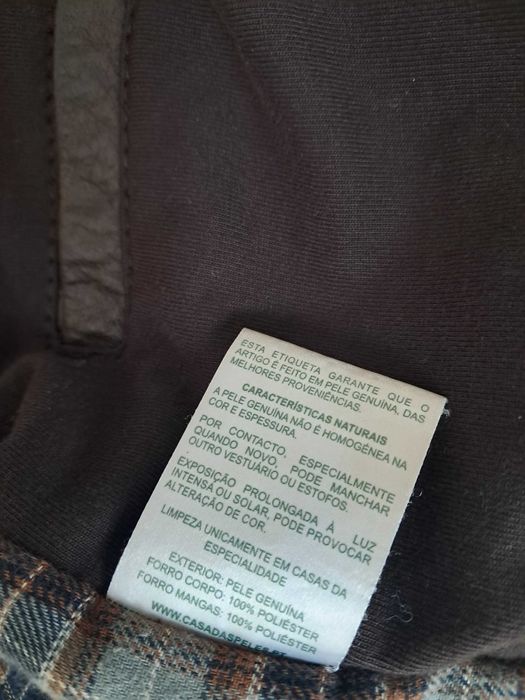 ESTA ETIQUETA GARANTE QUE O
ARTIGO É FEITO EM PELE GENUÍNA, DAS
MELHORES PROVENIÊNCIAS.
CARACTERÍSTICAS NATURAIS
A PELE GENUÍNA NÃO É HOMOGÉNEA NA
COR E ESPESSURA.
POR CONTACTO, ESPECIALMENTE
QUANDO NOVO, PODE MANCHAR
OUTRO VESTUÁRIO OU ESTOFOS.
EXPOSIÇÃO PROLONGADA À LUZ
INTENSA OU SOLAR, PODE PROVOCAR
ALTERAÇÃO DE COR.
LIMPEZA UNICAMENTE EM CASAS DA
ESPECIALIDADE
EXTERIOR: PELE GENUÍNA
FORRO CORPO: 100% POLIÉSTER
FORRO MANGAS: 100% POLIÉSTER
WWW.CASADASPELES.PT